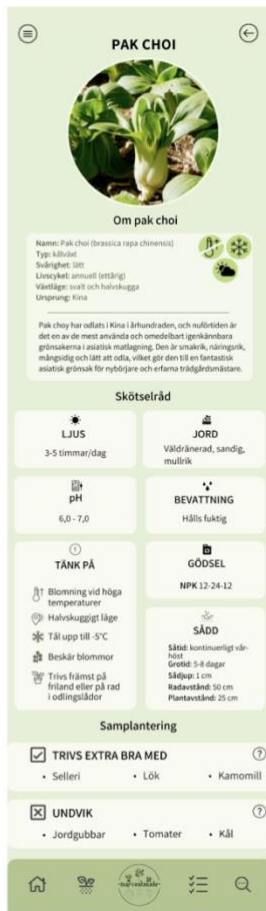 PAK CHOI
Om pak choi
Namn: Pak choi (brassica rapa chinensis)
Typ: kålväxt
Svårighet: lätt
Livscykel: annuell (ettårig)
Växtläge: svalt och halvskugga
Ursprung: Kina
Pak choy har odlats i Kina i århundraden, och nuförtiden är
det en av de mest använda och omedelbart igenkännbara
grönsakerna i asiatisk matlagning. Den är smakrik, näringsrik,
mångsidig och lätt att odla, vilket gör den till en fantastisk
asiatisk grönsak för nybörjare och erfarna trädgårdsmästare.
Skötselråd
LJUS
3-5 timmar/dag
JORD
Väldränerad, sandig,
mullrik
pH
6,0 - 7,0
BEVATTNING
Hålls fuktig
TÄNK PÅ
Blomning vid höga
temperaturer
Halvskuggigt läge
Tål upp till -5°C
Beskär blommor
Trivs främst på
friland eller på rad
i odlingslådor
GÖDSEL
NPK 12-24-12
SÅDD
Såtid: kontinuerligt vår-
höst
Grotid: 5-8 dagar
Sådjup: 1 cm
Radavstånd: 50 cm
Plantavstånd: 25 cm
Samplantering
TRIVS EXTRA BRA MED
• Selleri • Lök • Kamomill
UNDVIK
• Jordgubbar • Tomater • Kål